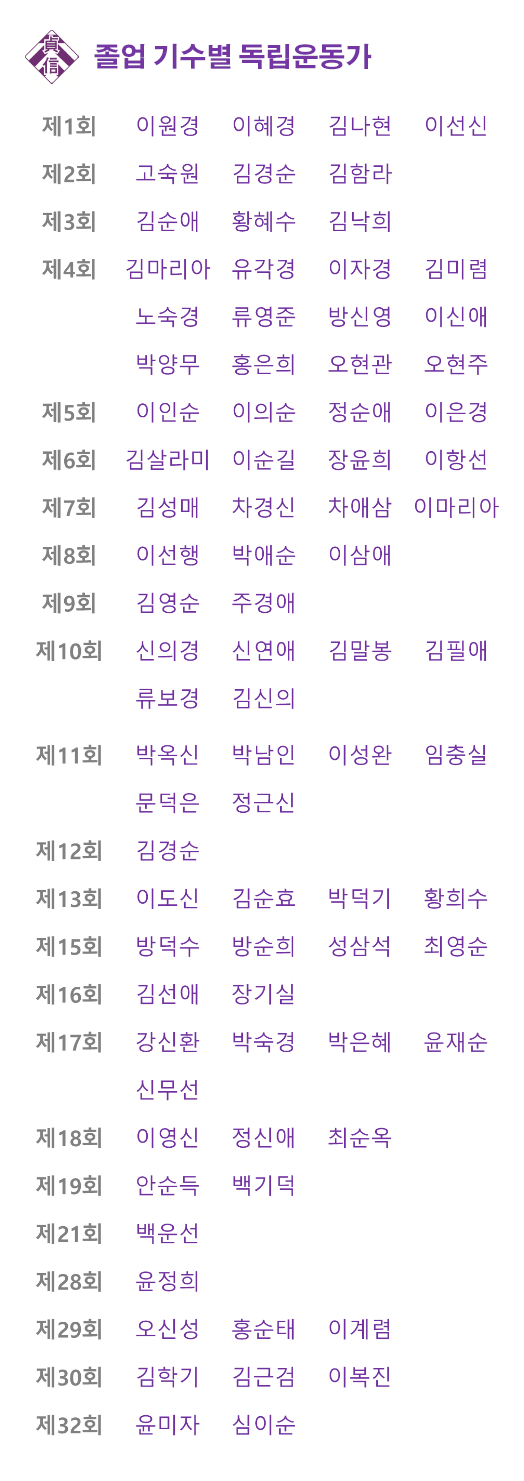 貞
信
졸업 기수별 독립운동가
제1회 이원경 이혜경 김나현 이선신
제2회 고숙원 김경순 김함라
제3회 김순애 황혜수 김낙희
제4회 김마리아 유각경 이자경 김미렴
노숙경 류영준 방신영 이신애
박양무 홍은희 오현관 오현주
제5회 이인순 이의순 정순애 이은경
제6회 김살라미 이순길 장윤희 이항선
제7회 김성매 차경신 차애삼 이마리아
제8회 이선행 박애순 이삼애
제9회 김영순 주경애
제10회 신의경 신연애 김말봉 김필애
류보경 김신의
제11회 박옥신 박남인 이성완 임충실
문덕은 정근신
제12회 김경순
제13회 이도신 김순효 박덕기 황희수
제15회 방덕수 방순희 성삼석 최영순
제16회 김선애 장기실
제17회 강신환 박숙경 박은혜 윤재순
신무선
제18회 이영신 정신애 최순옥
제19회 안순득 백기덕
제21회 백운선
제28회 윤정희
제29회 오신성 홍순태 이계렴
제30회 김학기 김근검 이복진
제32회 윤미자 심이순